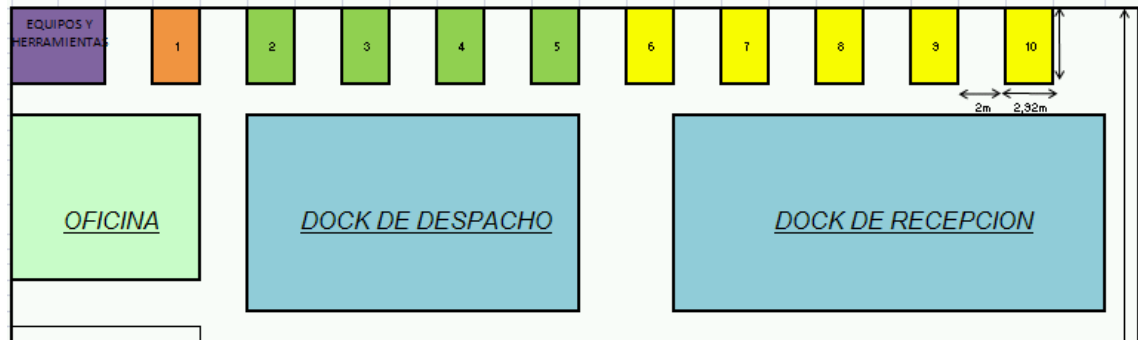 EQUIPOS Y
HERRAMIENTAS
1
2
3
4
5
6
7
8
9
10
2m
2,92m
OFICINA
DOCK DE DESPACHO
DOCK DE RECEPCION